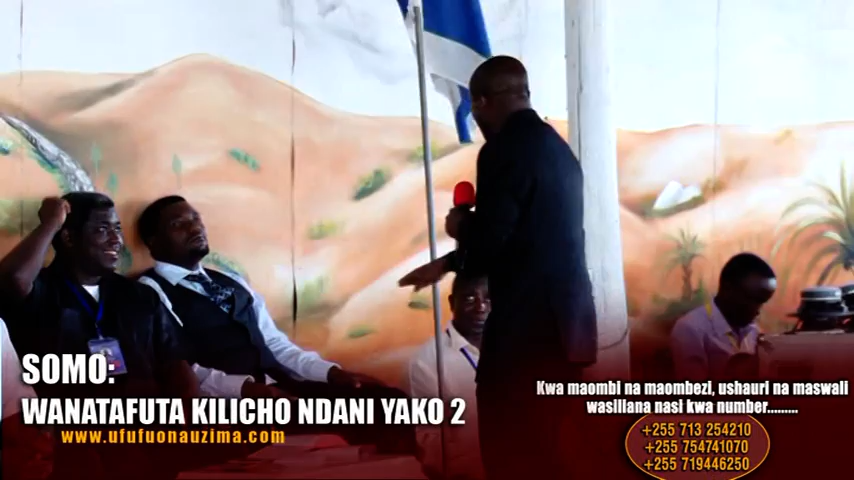 SOMO:
WANATAFUTA KILICHO NDANI YAKO 2
www.ufufuonauzima.com
Kwa maombi na maombezi, ushauri na maswali
wasiliana nasi kwa number.........
+255 713 254210
+255 754741070
+255 719446250